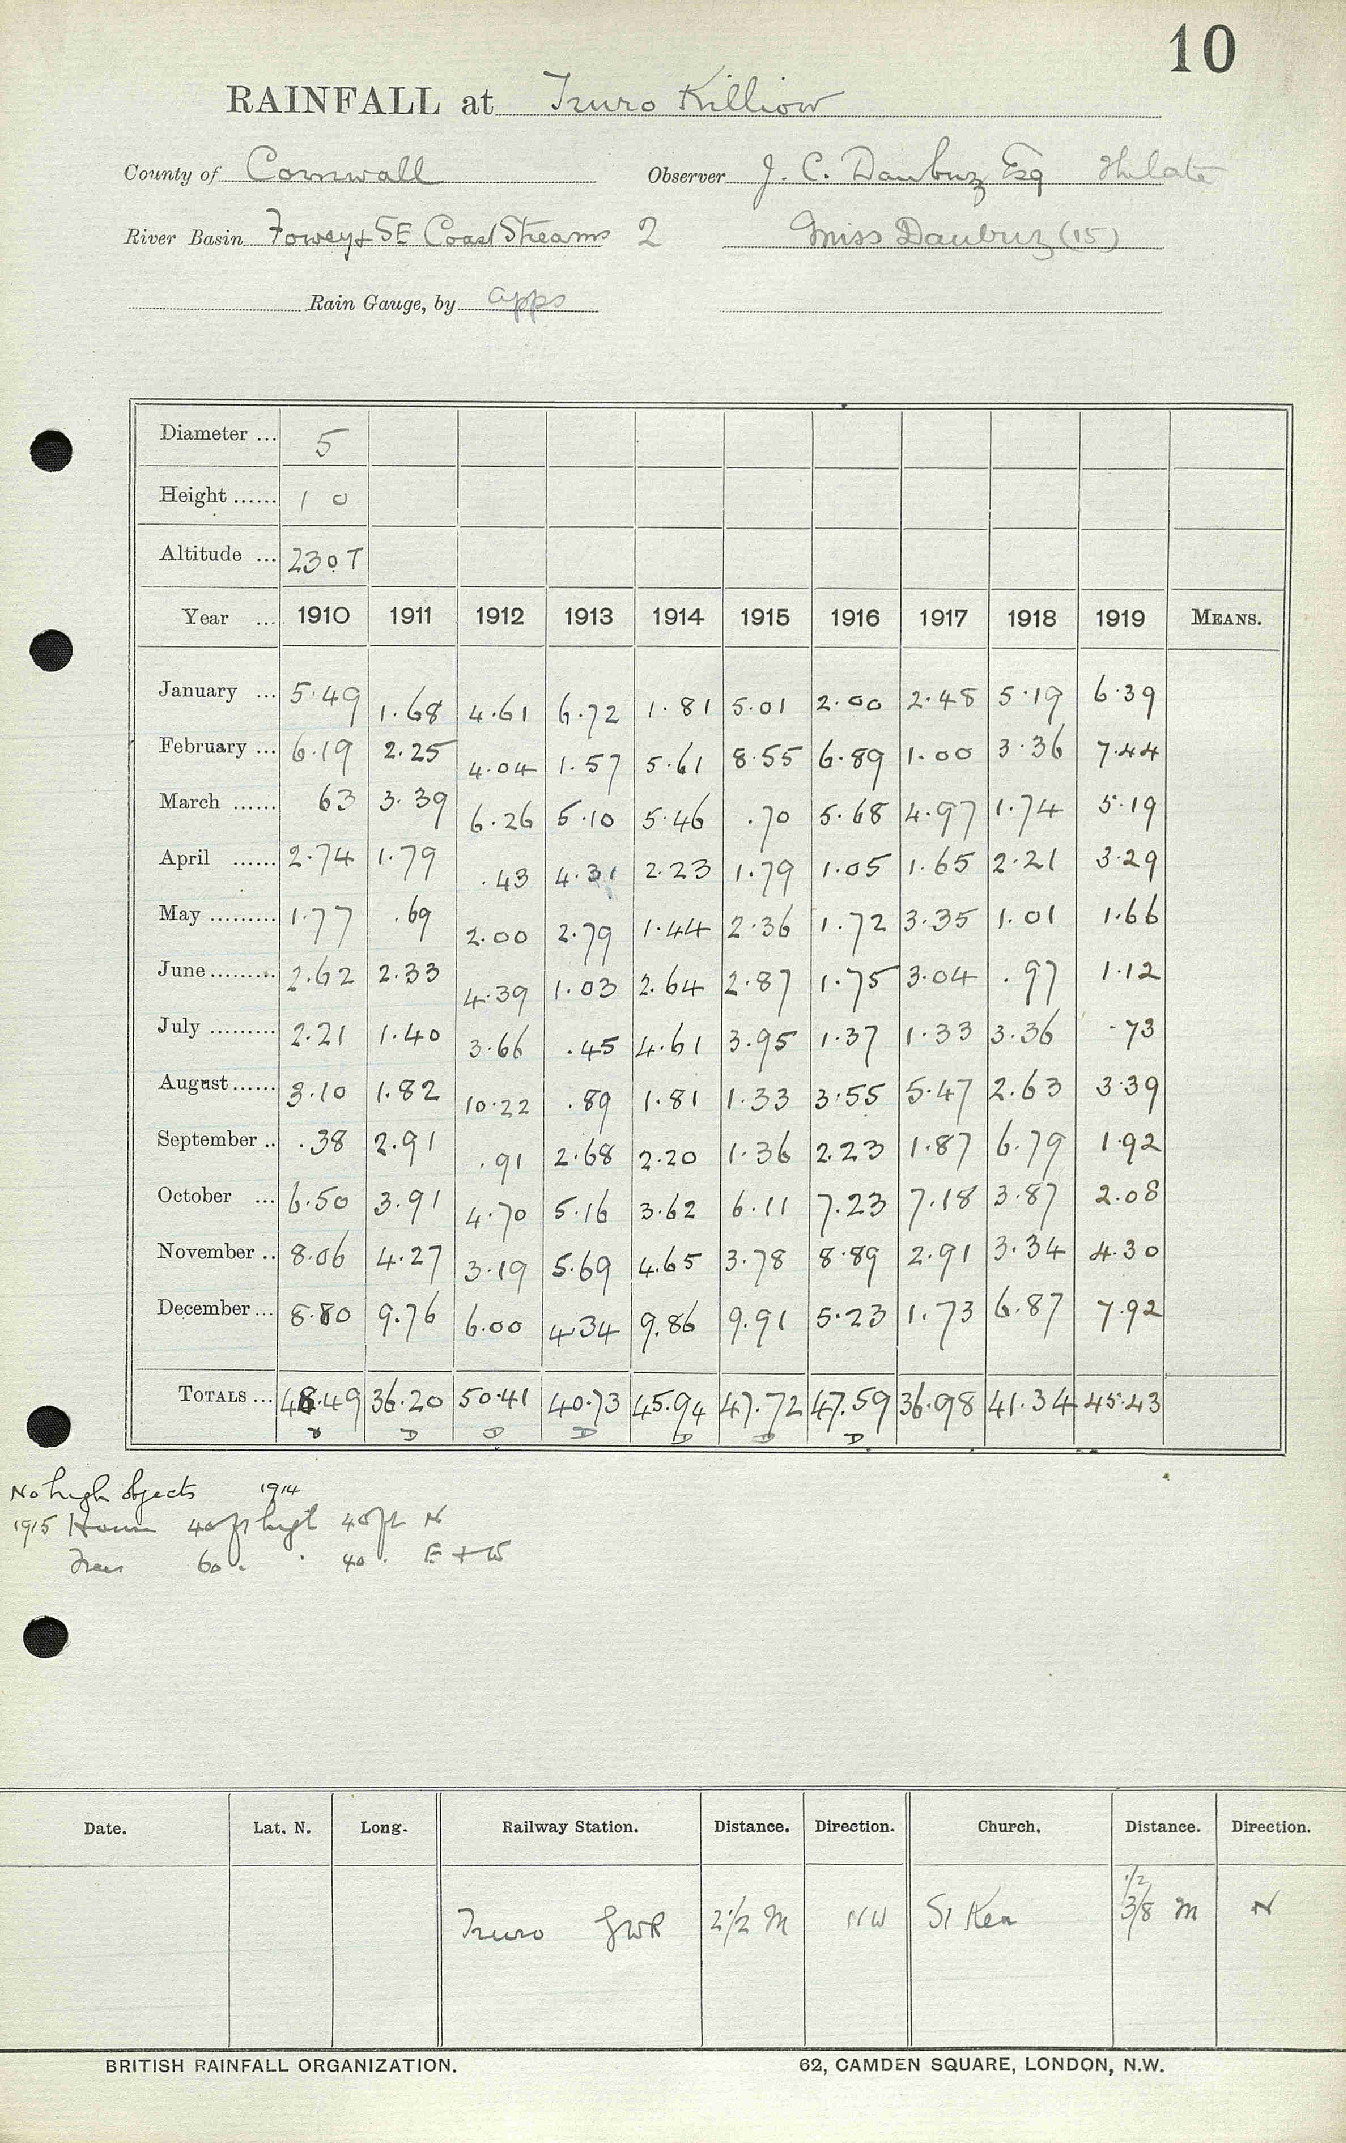 10
RAINFALL at Truro Killiow
County of Cornwall Observer J. C. Daubuz Esq The late
River Basin Fowey + SE Coast Streams 2 Miss Daubuz (15)
Rain Gauge, by Apps
Diameter ... 5
Height ...... 1 0
Altitude ... 230 T
Year ... 1910 1911 1912 1913 1914 1915 1916 1917 1918 1919 MEANS.
January ... 5.49 1.68 4.61 6.72 1.81 5.01 2.00 2.48 5.19 6.39
February ... 6.19 2.25 4.04 1.57 5.61 8.55 6.89 1.00 3.36 7.44
March ...... 63 3.39 6.26 5.10 5.46 .70 5.68 4.97 1.74 5.19
April ...... 2.74 1.79 .43 4.31 2.23 1.79 1.05 1.65 2.21 3.29
May ......... 1.77 .69 2.00 2.79 1.44 2.36 1.72 3.35 1.01 1.66
June ......... 2.62 2.33 4.39 1.03 2.64 2.87 1.75 3.04 .97 1.12
July ......... 2.21 1.40 3.66 .45 4.61 3.95 1.37 1.33 3.36 .73
August ...... 3.10 1.82 10.22 .89 1.81 1.33 3.55 5.47 2.63 3.39
September .. .38 2.91 .91 2.68 2.20 1.36 2.23 1.87 6.79 1.92
October ... 6.50 3.91 4.70 5.16 3.62 6.11 7.23 7.18 3.87 2.08
November .. 8.06 4.27 3.19 5.69 4.65 3.78 8.89 2.91 3.34 4.30
December ... 8.80 9.76 6.00 4.34 9.86 9.91 5.23 1.73 6.87 7.92
TOTALS ... 48.49 36.20 50.41 40.73 45.94 47.72 47.59 36.98 41.34 45.43
D D D D D D
No high objects 1914
1915 House 40 ft high 40 ft N
Trees 60 . . 40 . E + W
Date. Lat. N. Long. Railway Station. Distance. Direction. Church. Distance. Direction.
1/2
Truro GWR 2 1/2 M NW St Kea 3/8 M N
BRITISH RAINFALL ORGANIZATION. 62, CAMDEN SQUARE, LONDON, N.W.